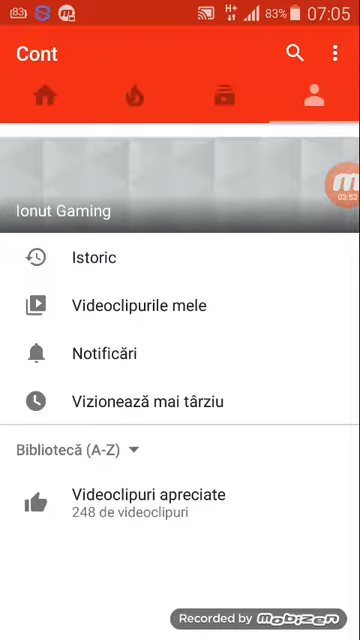 83 H+ 83% 07:05
Cont
Ionut Gaming
03:52
Istoric
Videoclipurile mele
Notificări
Vizionează mai târziu
Bibliotecă (A-Z)
Videoclipuri apreciate
248 de videoclipuri
Recorded by mobizen